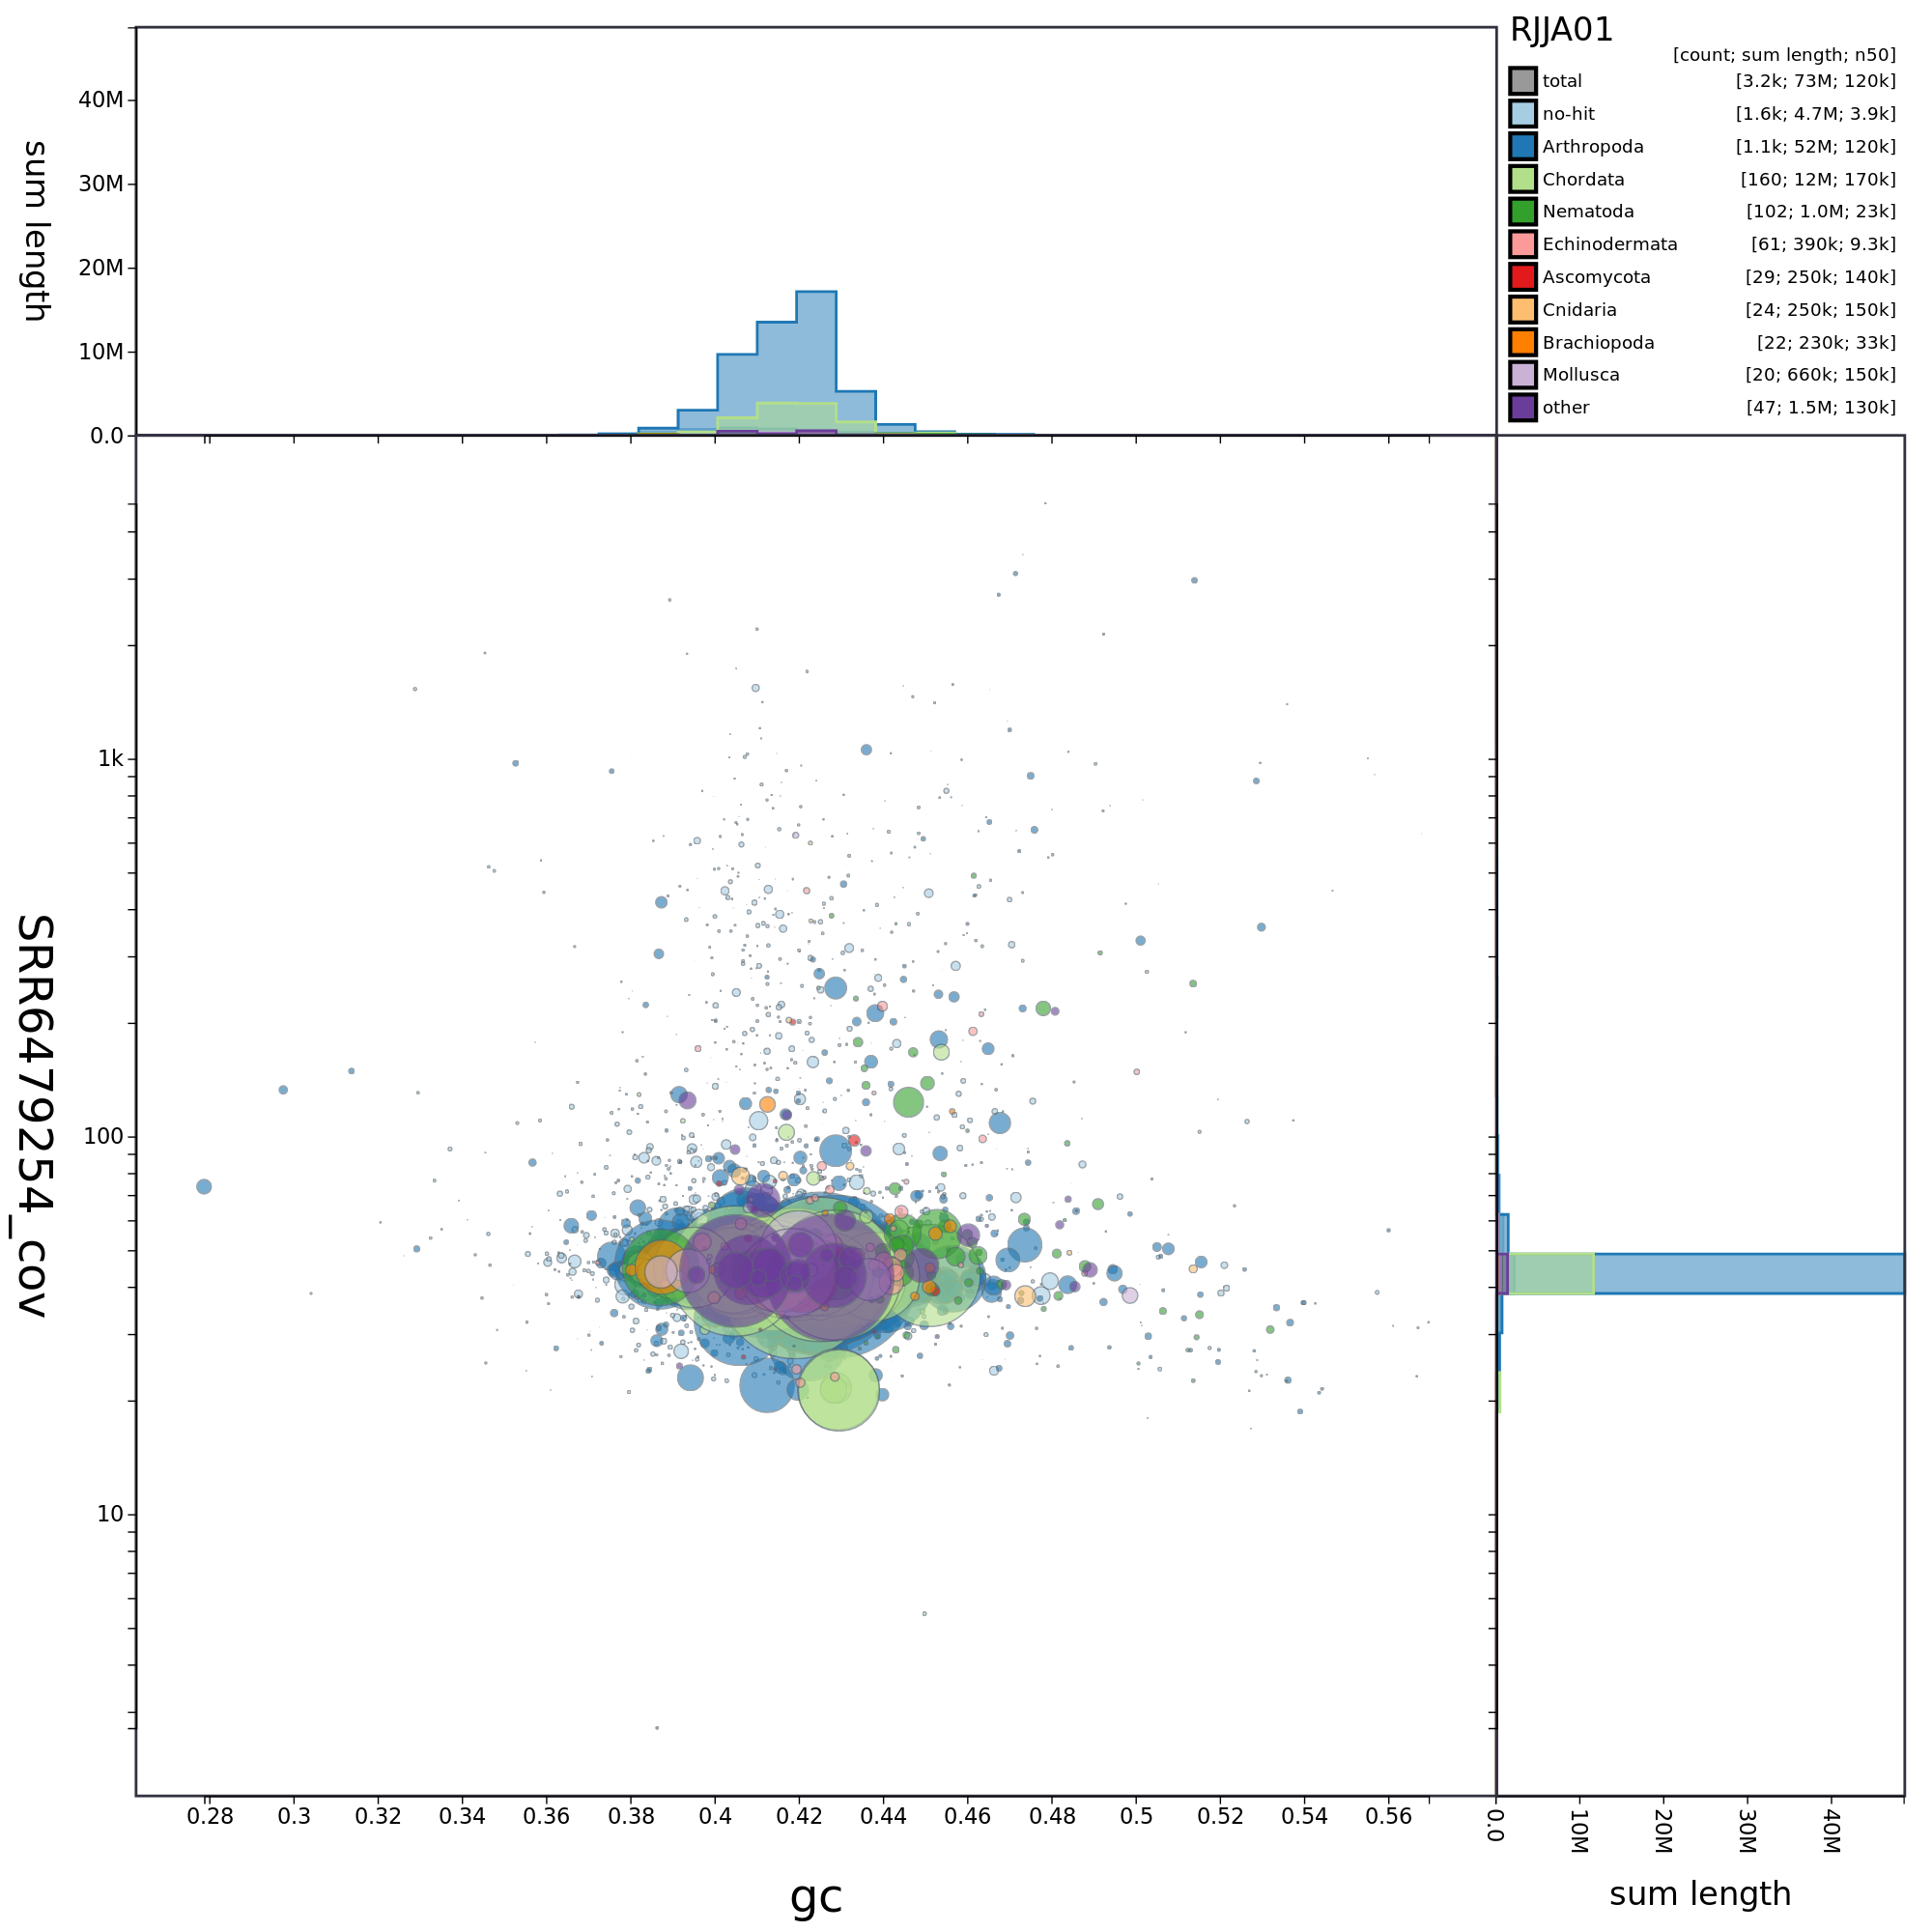 RJJA01
[count; sum length; n50]
total [3.2k; 73M; 120k]
no-hit [1.6k; 4.7M; 3.9k]
Arthropoda [1.1k; 52M; 120k]
Chordata [160; 12M; 170k]
Nematoda [102; 1.0M; 23k]
Echinodermata [61; 390k; 9.3k]
Ascomycota [29; 250k; 140k]
Cnidaria [24; 250k; 150k]
Brachiopoda [22; 230k; 33k]
Mollusca [20; 660k; 150k]
other [47; 1.5M; 130k]
sum length
40M
30M
20M
10M
0.0
SRR6479254_cov
1k
100
10
0.28 0.3 0.32 0.34 0.36 0.38 0.4 0.42 0.44 0.46 0.48 0.5 0.52 0.54 0.56
gc
0.0 10M 20M 30M 40M
sum length